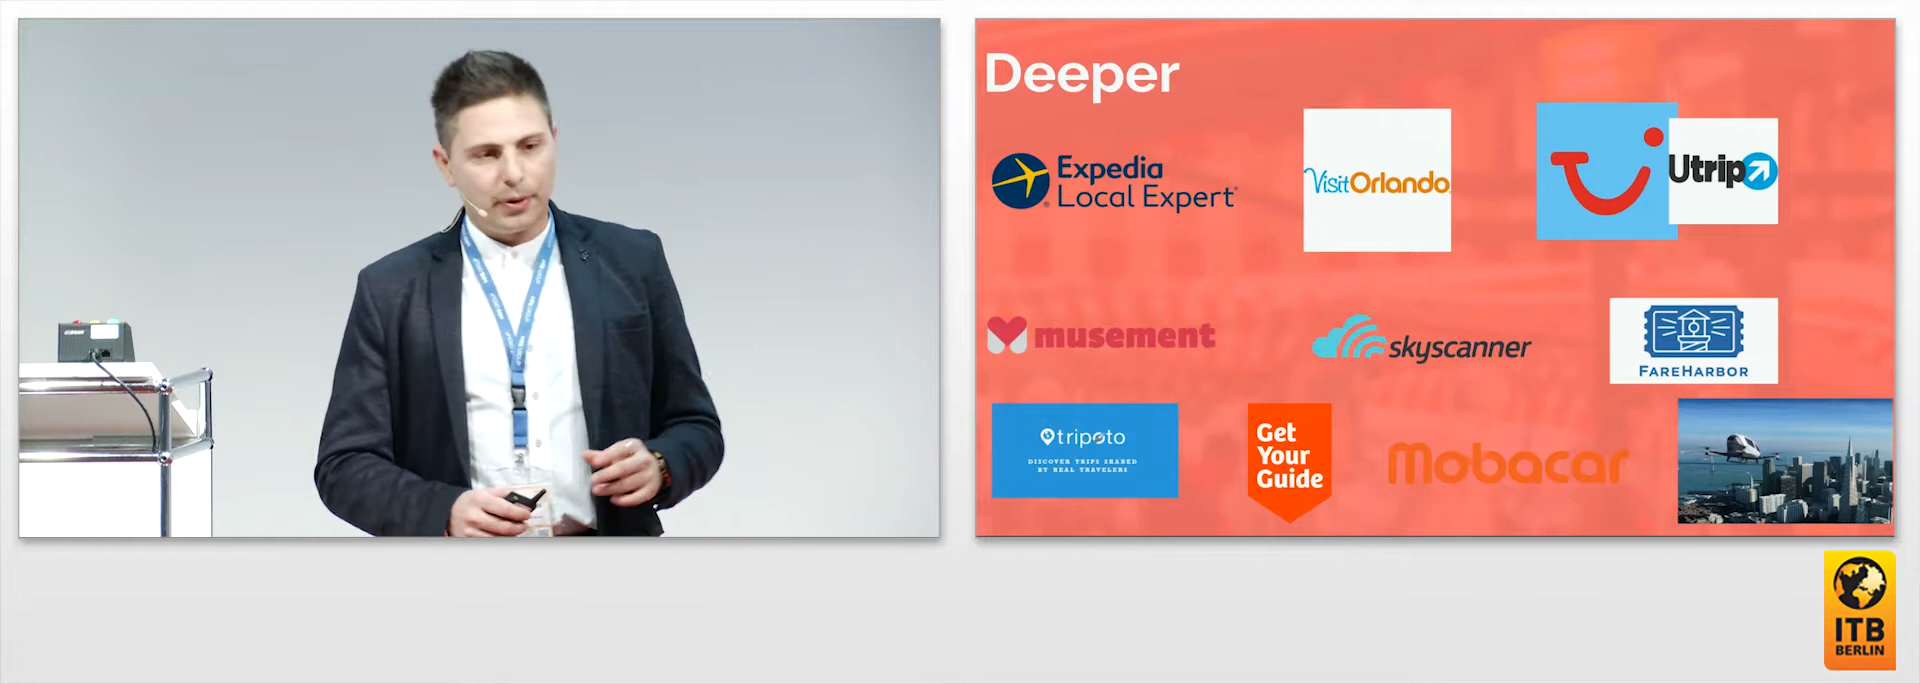 Deeper
Expedia
Local Expert
VisitOrlando
Utrip
musement
skyscanner
FAREHARBOR
tripoto
DISCOVER TRIPS SHARED
BY REAL TRAVELERS
Get
Your
Guide
Mobacar
ITB
BERLIN